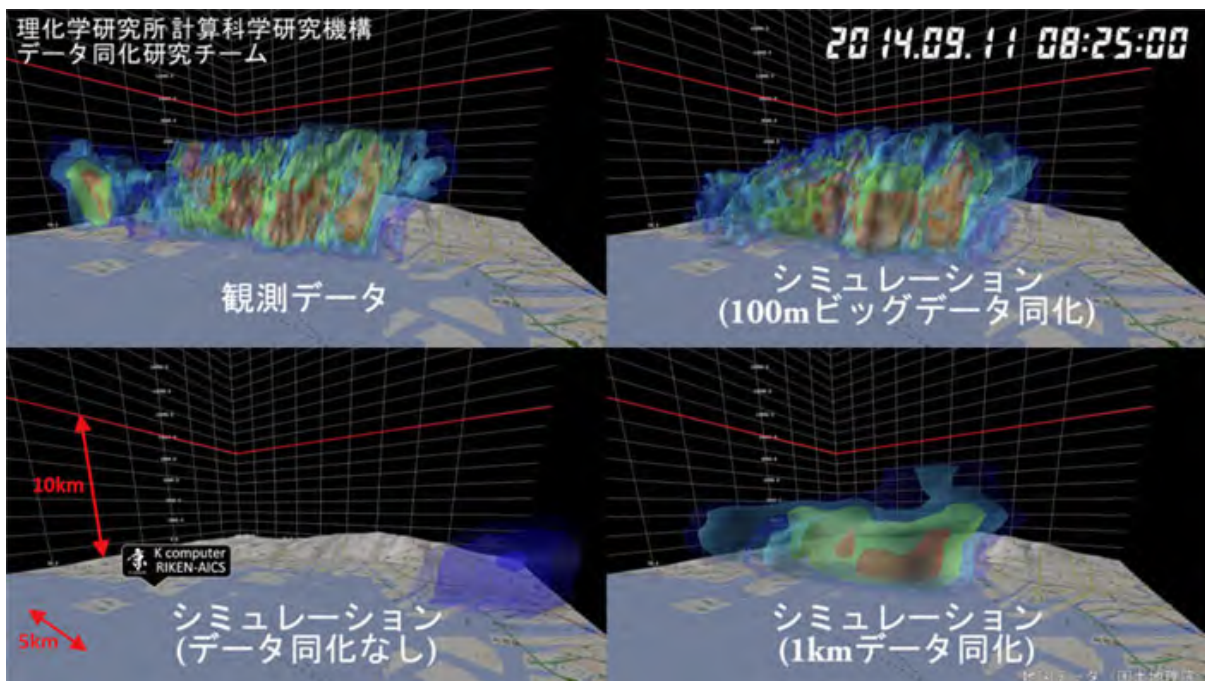 理化学研究所 計算科学研究機構
データ同化研究チーム
2014.09.11 08:25:00
観測データ
シミュレーション
(100mビッグデータ同化)
10km
京 K computer
RIKEN-AICS
5km
シミュレーション
(データ同化なし)
シミュレーション
(1kmデータ同化)